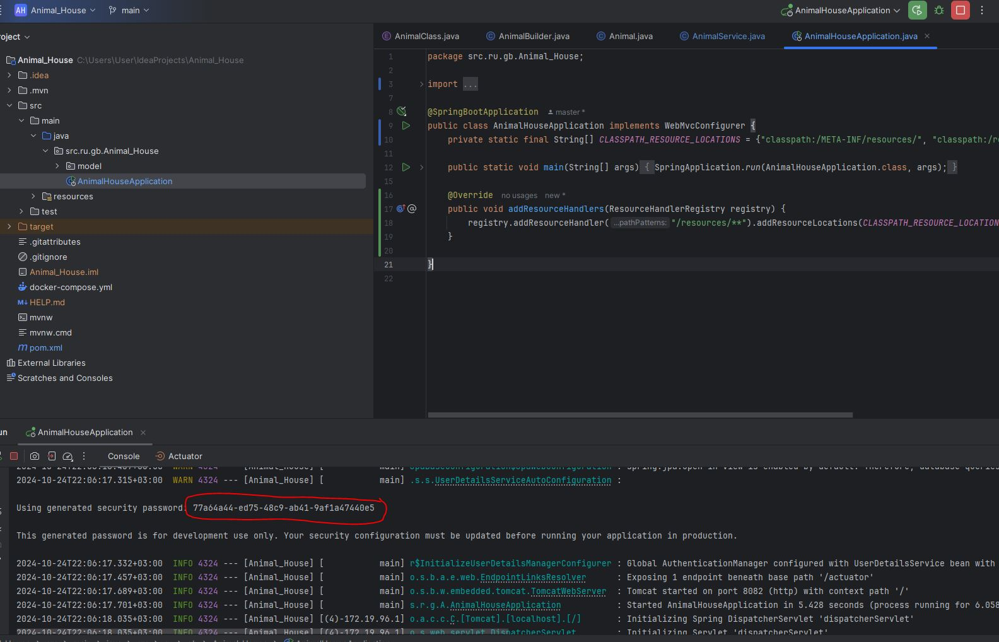 AH Animal_House main AnimalHouseApplication
roject
Animal_House C:\Users\User\IdeaProjects\Animal_House
.idea
.mvn
src
main
java
src.ru.gb.Animal_House
model
AnimalHouseApplication
resources
test
target
.gitattributes
.gitignore
Animal_House.iml
docker-compose.yml
M↓ HELP.md
mvnw
mvnw.cmd
m pom.xml
External Libraries
Scratches and Consoles
AnimalClass.java AnimalBuilder.java Animal.java AnimalService.java AnimalHouseApplication.java
1 package src.ru.gb.Animal_House;
2
3 import ...
7
8 @SpringBootApplication master *
9 public class AnimalHouseApplication implements WebMvcConfigurer {
10 private static final String[] CLASSPATH_RESOURCE_LOCATIONS = {"classpath:/META-INF/resources/", "classpath:/re
11
12 public static void main(String[] args) { SpringApplication.run(AnimalHouseApplication.class, args); }
15
16 @Override no usages new *
17 public void addResourceHandlers(ResourceHandlerRegistry registry) {
18 registry.addResourceHandler( ...pathPatterns: "/resources/**").addResourceLocations(CLASSPATH_RESOURCE_LOCATION
19 }
20
21 }
22
un AnimalHouseApplication
Console Actuator
2024-10-24T22:06:17.315+03:00 WARN 4324 --- [Animal_House] [ main] .s.s.UserDetailsServiceAutoConfiguration :
Using generated security password: 77a64a44-ed75-48c9-ab41-9af1a47440e5
This generated password is for development use only. Your security configuration must be updated before running your application in production.
2024-10-24T22:06:17.332+03:00 INFO 4324 --- [Animal_House] [ main] r$InitializeUserDetailsManagerConfigurer : Global AuthenticationManager configured with UserDetailsService bean with
2024-10-24T22:06:17.457+03:00 INFO 4324 --- [Animal_House] [ main] o.s.b.a.e.web.EndpointLinksResolver : Exposing 1 endpoint beneath base path '/actuator'
2024-10-24T22:06:17.689+03:00 INFO 4324 --- [Animal_House] [ main] o.s.b.w.embedded.tomcat.TomcatWebServer : Tomcat started on port 8082 (http) with context path '/'
2024-10-24T22:06:17.701+03:00 INFO 4324 --- [Animal_House] [ main] s.r.g.A.AnimalHouseApplication : Started AnimalHouseApplication in 5.428 seconds (process running for 6.058
2024-10-24T22:06:18.035+03:00 INFO 4324 --- [Animal_House] [(4)-172.19.96.1] o.a.c.c.C.[Tomcat].[localhost].[/] : Initializing Spring DispatcherServlet 'dispatcherServlet'
2024-10-24T22:06:18.035+03:00 INFO 4324 --- [Animal_House] [(4)-172.19.96.1] o.s.web.servlet.DispatcherServlet : Initializing Servlet 'dispatcherServlet'